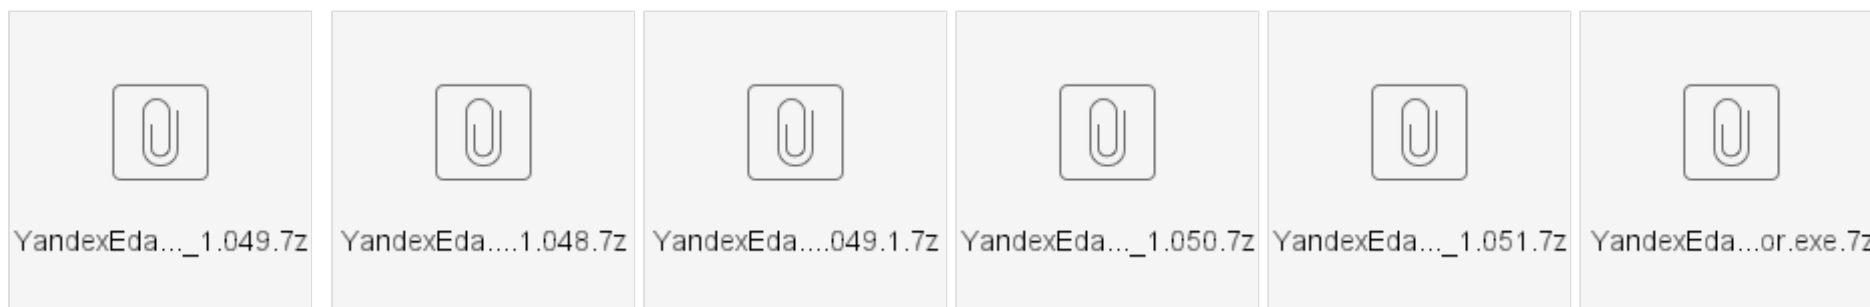 YandexEda..._1.049.7z
YandexEda....1.048.7z
YandexEda....049.1.7z
YandexEda..._1.050.7z
YandexEda..._1.051.7z
YandexEda...or.exe.7z